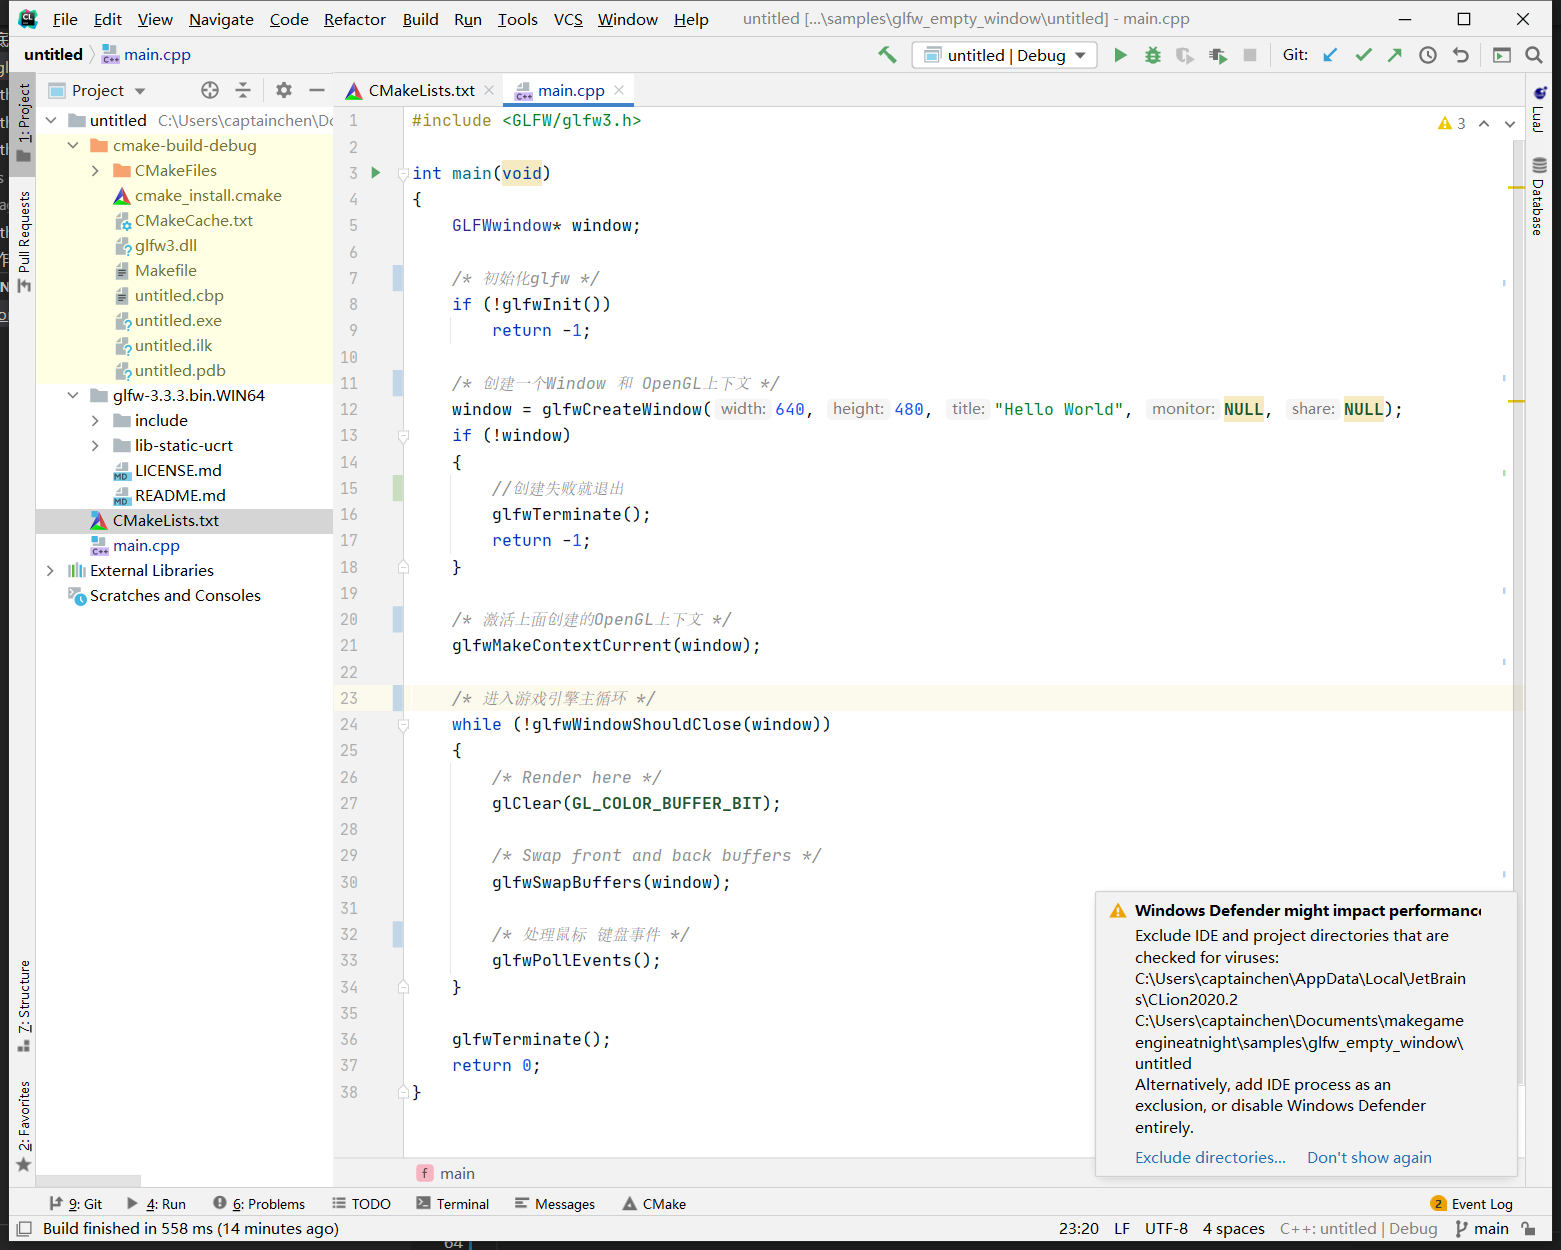 File Edit View Navigate Code Refactor Build Run Tools VCS Window Help untitled [...\samples\glfw_empty_window\untitled] - main.cpp
untitled main.cpp untitled | Debug Git:
Project CMakeLists.txt main.cpp
1: Project
Pull Requests
7: Structure
2: Favorites
untitled C:\Users\captainchen\Do
cmake-build-debug
CMakeFiles
cmake_install.cmake
CMakeCache.txt
glfw3.dll
Makefile
untitled.cbp
untitled.exe
untitled.ilk
untitled.pdb
glfw-3.3.3.bin.WIN64
include
lib-static-ucrt
LICENSE.md
README.md
CMakeLists.txt
main.cpp
External Libraries
Scratches and Consoles
1 #include <GLFW/glfw3.h>
2
3 int main(void)
4 {
5 GLFWwindow* window;
6
7 /* 初始化glfw */
8 if (!glfwInit())
9 return -1;
10
11 /* 创建一个Window 和 OpenGL上下文 */
12 window = glfwCreateWindow( width: 640, height: 480, title: "Hello World", monitor: NULL, share: NULL);
13 if (!window)
14 {
15 //创建失败就退出
16 glfwTerminate();
17 return -1;
18 }
19
20 /* 激活上面创建的OpenGL上下文 */
21 glfwMakeContextCurrent(window);
22
23 /* 进入游戏引擎主循环 */
24 while (!glfwWindowShouldClose(window))
25 {
26 /* Render here */
27 glClear(GL_COLOR_BUFFER_BIT);
28
29 /* Swap front and back buffers */
30 glfwSwapBuffers(window);
31
32 /* 处理鼠标 键盘事件 */
33 glfwPollEvents();
34 }
35
36 glfwTerminate();
37 return 0;
38 }
3
LuaJ
Database
Windows Defender might impact performanc
Exclude IDE and project directories that are
checked for viruses:
C:\Users\captainchen\AppData\Local\JetBrain
s\CLion2020.2
C:\Users\captainchen\Documents\makegame
engineatnight\samples\glfw_empty_window\
untitled
Alternatively, add IDE process as an
exclusion, or disable Windows Defender
entirely.
Exclude directories... Don't show again
f main
9: Git 4: Run 6: Problems TODO Terminal Messages CMake 2 Event Log
Build finished in 558 ms (14 minutes ago) 23:20 LF UTF-8 4 spaces C++: untitled | Debug main